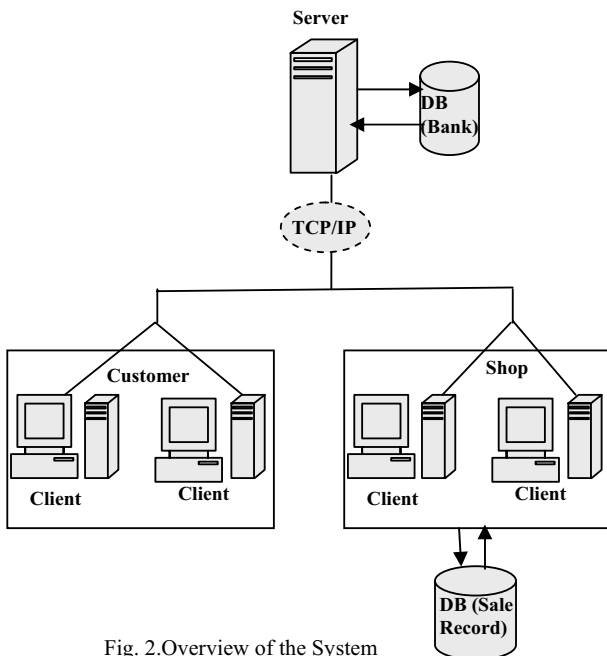 Server
DB
(Bank)
TCP/IP
Customer
Shop
Client
Client
Client
Client
DB (Sale
Record)
Fig. 2.Overview of the System